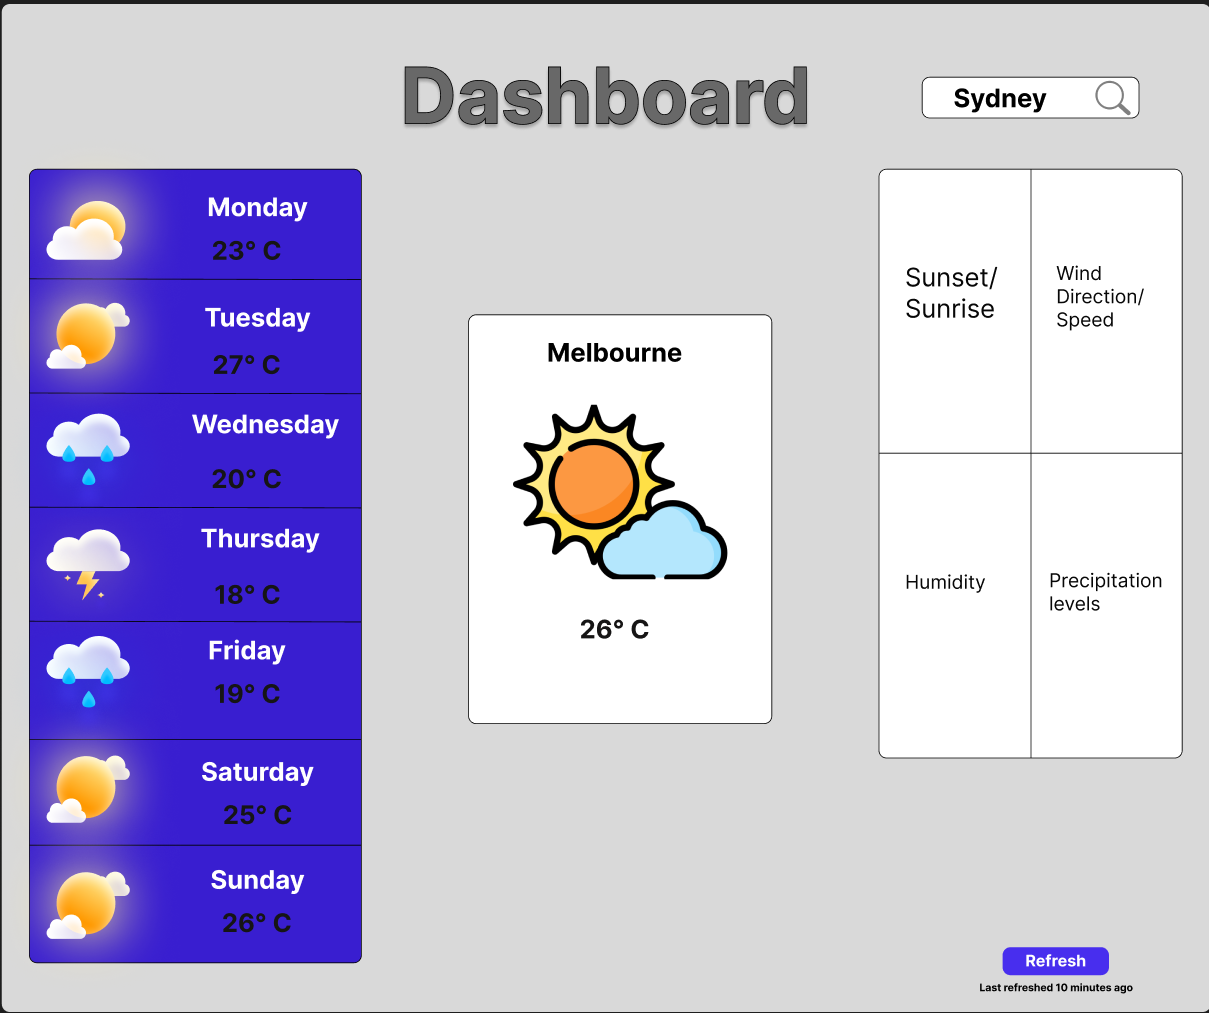 Dashboard
Sydney
Monday
23° C
Tuesday
27° C
Wednesday
20° C
Thursday
18° C
Friday
19° C
Saturday
25° C
Sunday
26° C
Melbourne
26° C
Sunset/
Sunrise
Wind
Direction/
Speed
Humidity
Precipitation
levels
Refresh
Last refreshed 10 minutes ago